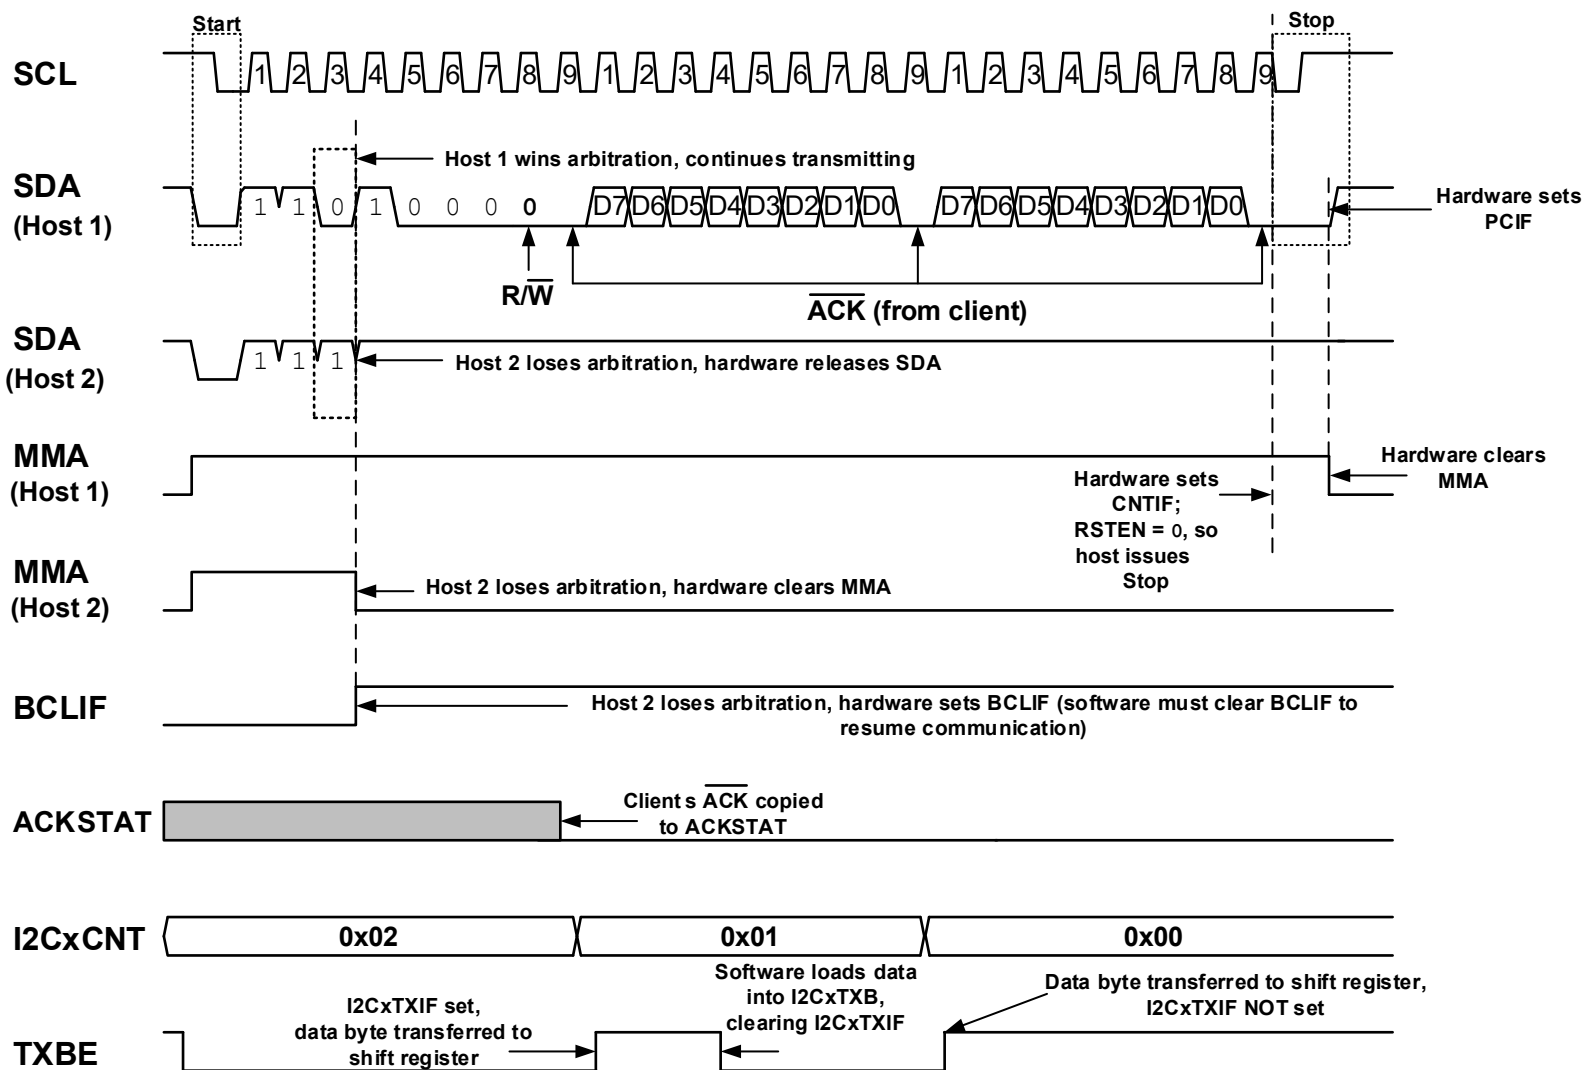 Start
Stop
SCL
1 2 3 4 5 6 7 8 9 1 2 3 4 5 6 7 8 9 1 2 3 4 5 6 7 8 9
Host 1 wins arbitration, continues transmitting
SDA
(Host 1)
1 1 0 1 0 0 0 0 D7 D6 D5 D4 D3 D2 D1 D0 D7 D6 D5 D4 D3 D2 D1 D0
Hardware sets
PCIF
R/W̅
A̅C̅K̅ (from client)
SDA
(Host 2)
1 1 1
Host 2 loses arbitration, hardware releases SDA
MMA
(Host 1)
Hardware sets
CNTIF;
RSTEN = 0, so
host issues
Stop
Hardware clears
MMA
MMA
(Host 2)
Host 2 loses arbitration, hardware clears MMA
BCLIF
Host 2 loses arbitration, hardware sets BCLIF (software must clear BCLIF to
resume communication)
ACKSTAT
Client s A̅C̅K̅ copied
to ACKSTAT
I2CxCNT
0x02 0x01 0x00
I2CxTXIF set,
data byte transferred to
shift register
Software loads data
into I2CxTXB,
clearing I2CxTXIF
Data byte transferred to shift register,
I2CxTXIF NOT set
TXBE